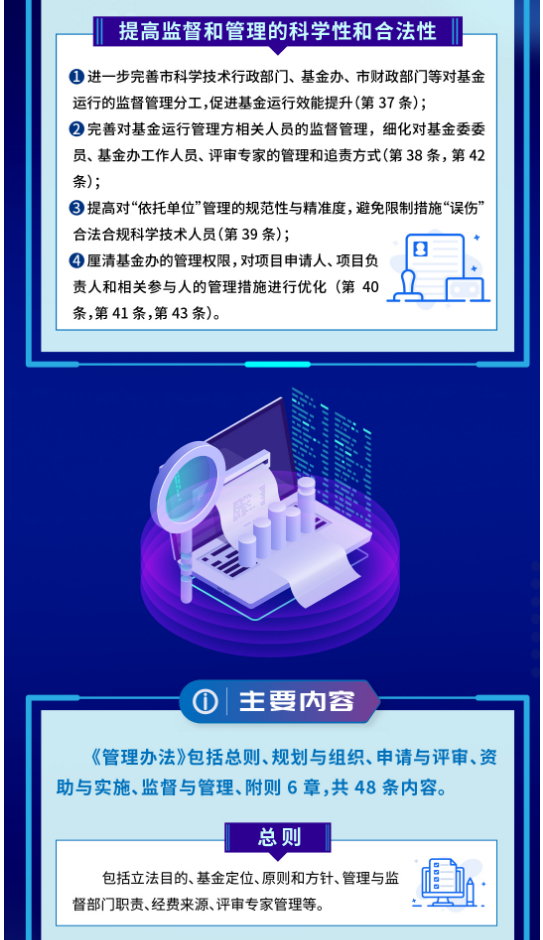 提高监督和管理的科学性和合法性
❶进一步完善市科学技术行政部门、基金办、市财政部门等对基金
运行的监督管理分工,促进基金运行效能提升(第 37 条);
❷完善对基金运行管理方相关人员的监督管理，细化对基金委委
员、基金办工作人员、评审专家的管理和追责方式(第 38 条，第 42
条);
❸提高对“依托单位”管理的规范性与精准度,避免限制措施“误伤”
合法合规科学技术人员(第 39 条);
❹厘清基金办的管理权限,对项目申请人、项目负
责人和相关参与人的管理措施进行优化（第 40
条,第 41 条,第 43 条)。
主要内容
《管理办法》包括总则、规划与组织、申请与评审、资
助与实施、监督与管理、附则 6 章,共 48 条内容。
总则
包括立法目的、基金定位、原则和方针、管理与监
督部门职责、经费来源、评审专家管理等。